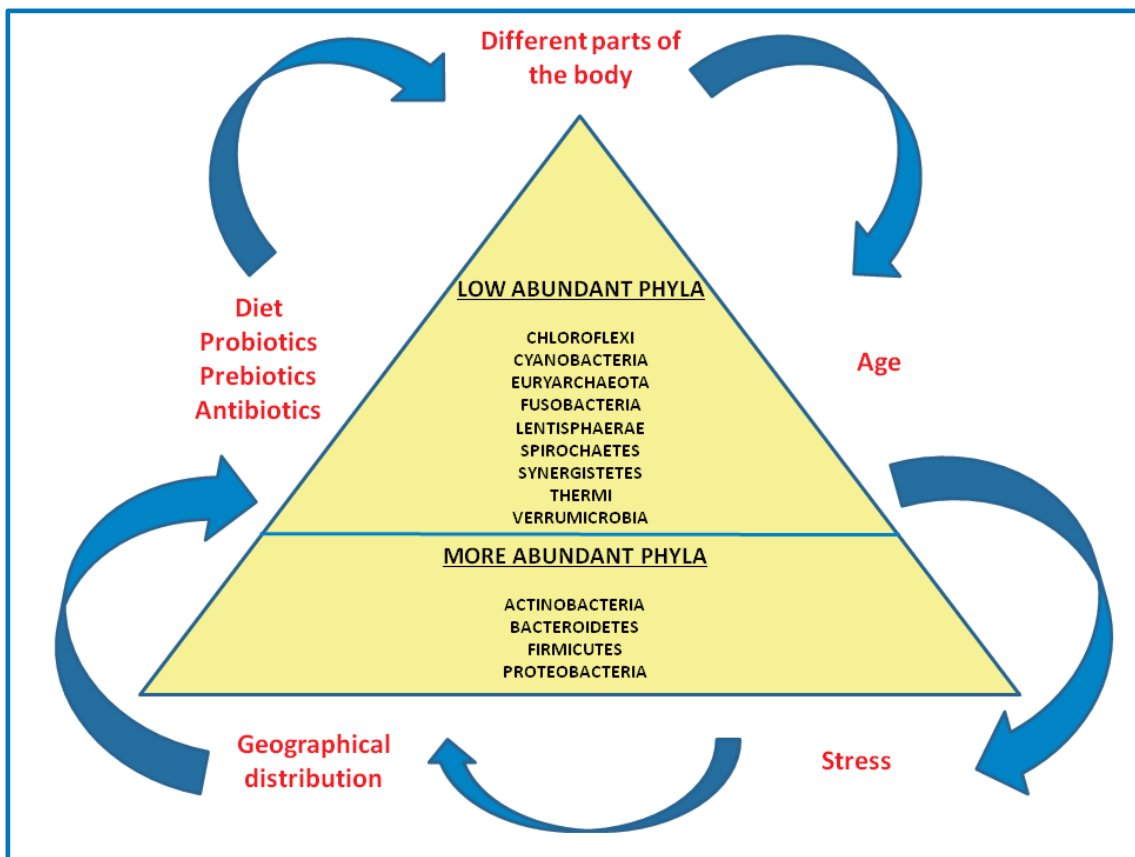 Different parts of
the body
LOW ABUNDANT PHYLA
CHLOROFLEXI
CYANOBACTERIA
EURYARCHAEOTA
FUSOBACTERIA
LENTISPHAERAE
SPIROCHAETES
SYNERGISTETES
THERMI
VERRUMICROBIA
MORE ABUNDANT PHYLA
ACTINOBACTERIA
BACTEROIDETES
FIRMICUTES
PROTEOBACTERIA
Age
Stress
Geographical
distribution
Diet
Probiotics
Prebiotics
Antibiotics